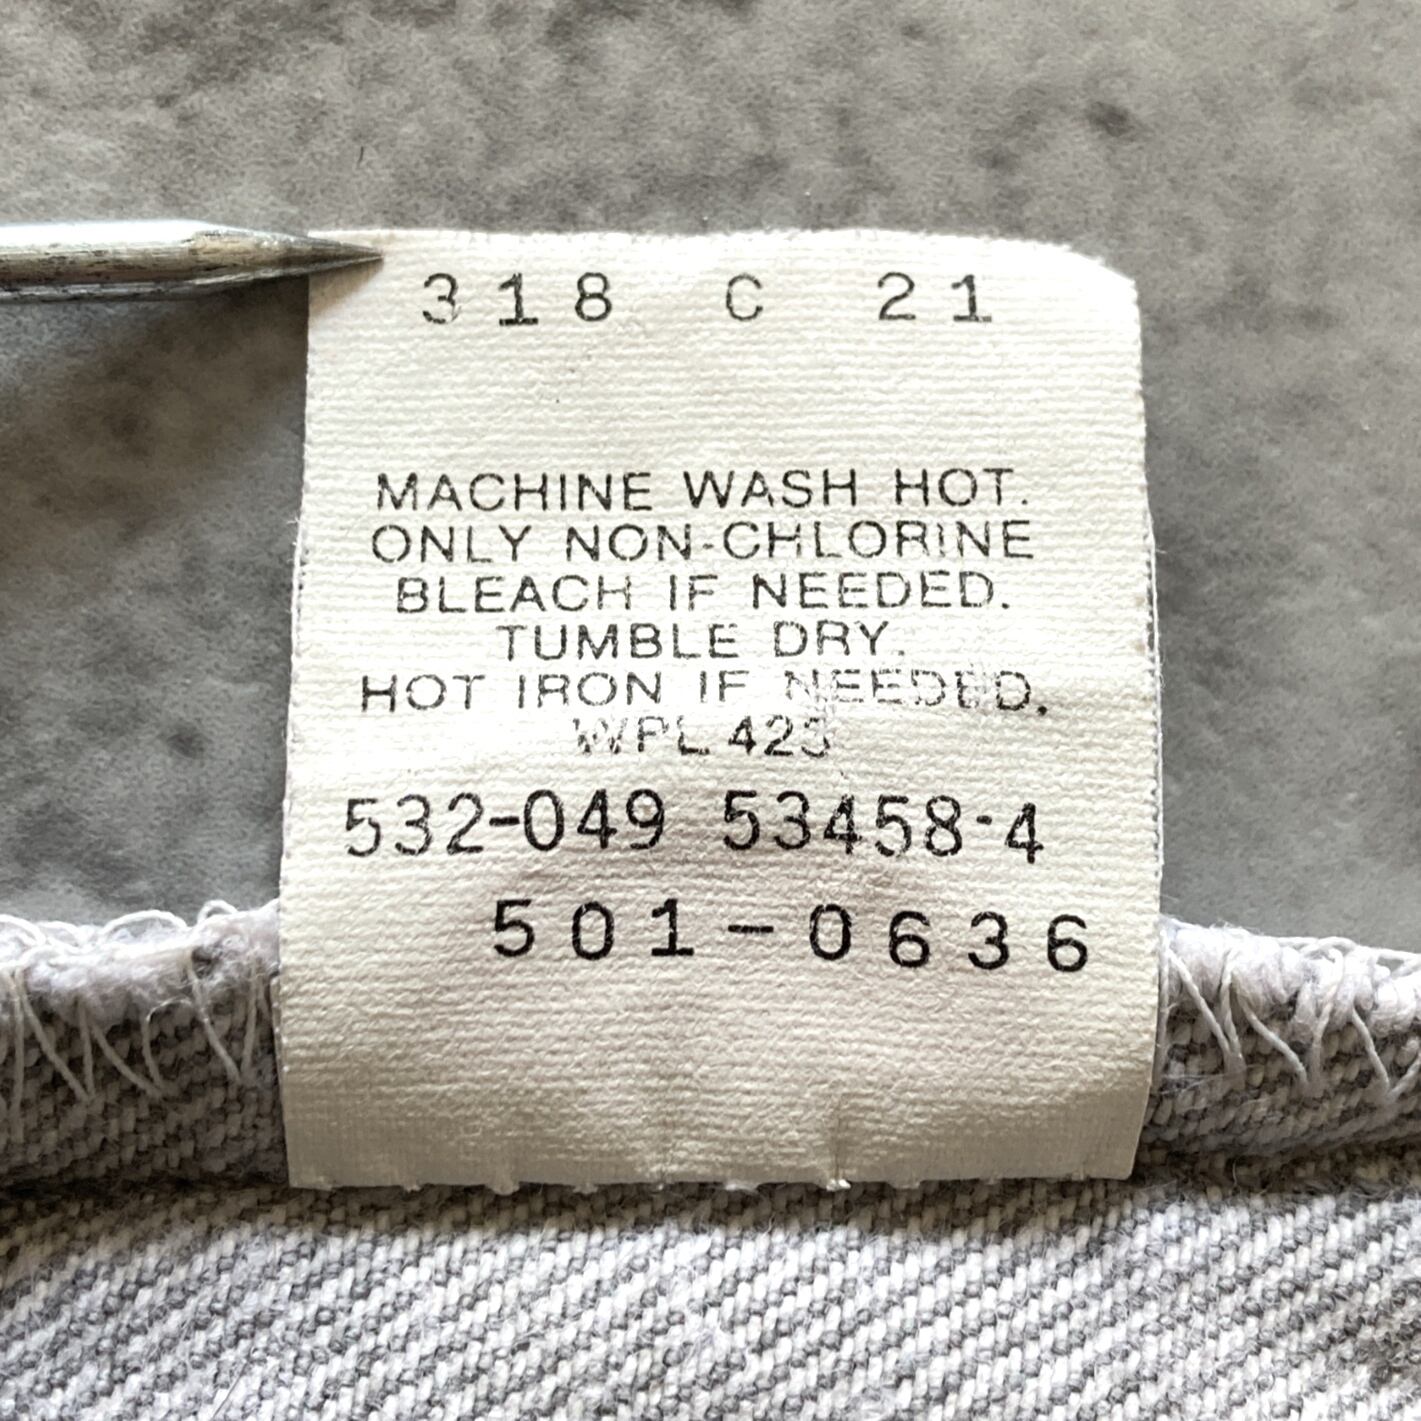 318 C 21
MACHINE WASH HOT.
ONLY NON-CHLORINE
BLEACH IF NEEDED.
TUMBLE DRY.
HOT IRON IF NEEDED.
WPL 423
532-049 53458-4
501-0636